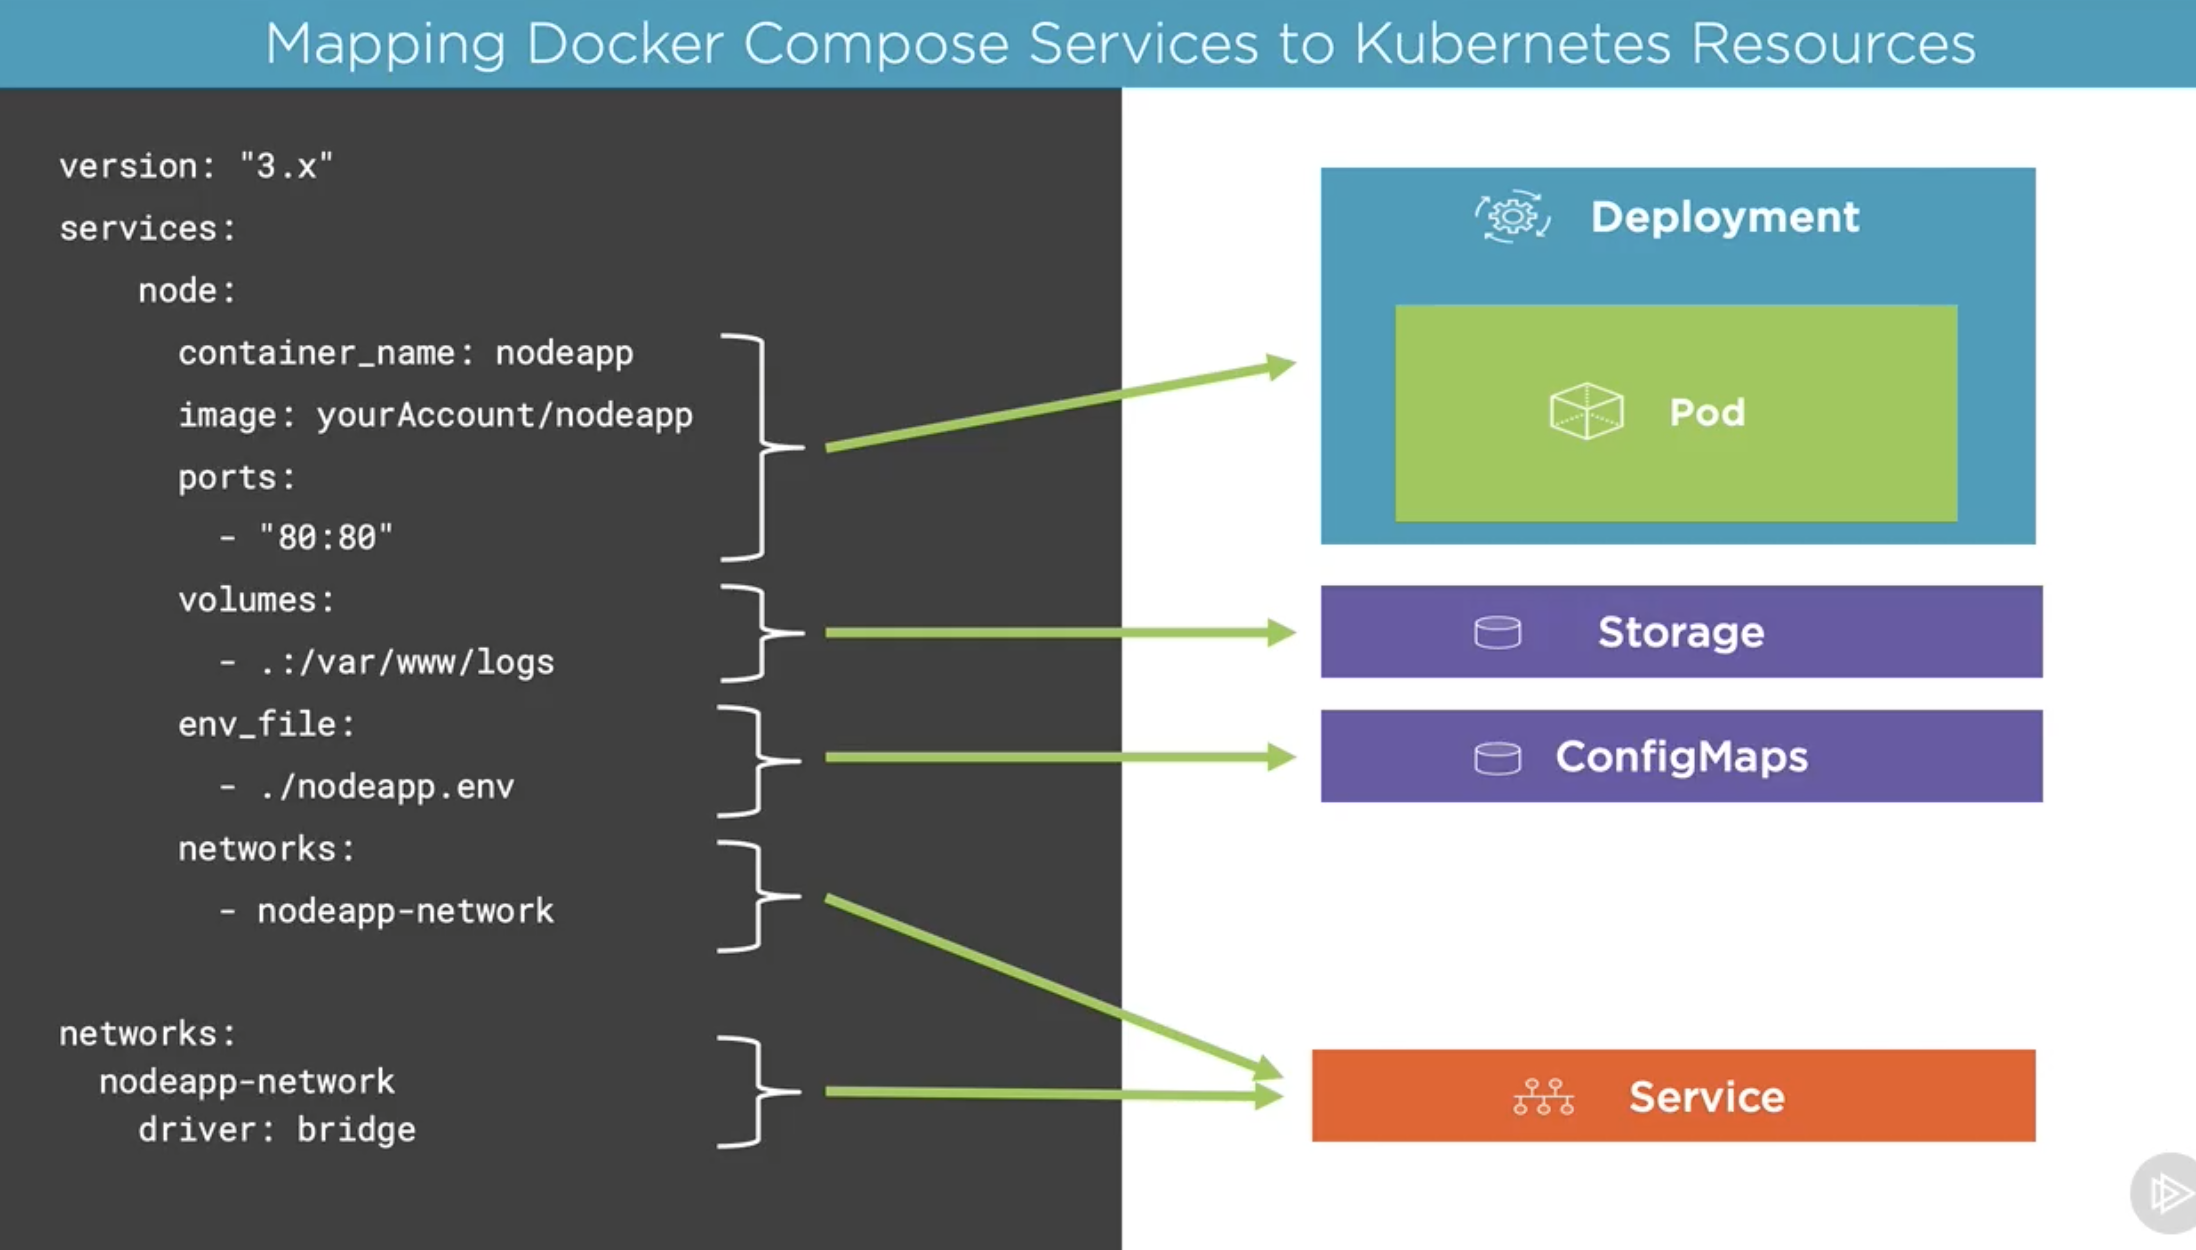 Mapping Docker Compose Services to Kubernetes Resources
version: "3.x"
services:
    node:
      container_name: nodeapp
      image: yourAccount/nodeapp
      ports:
        - "80:80"
      volumes:
        - .:/var/www/logs
      env_file:
        - ./nodeapp.env
      networks:
        - nodeapp-network
networks:
  nodeapp-network
    driver: bridge
Deployment
Pod
Storage
ConfigMaps
Service